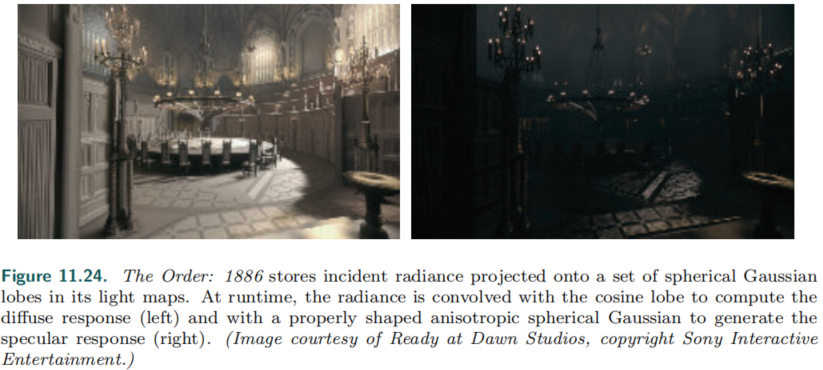 Figure 11.24. The Order: 1886 stores incident radiance projected onto a set of spherical Gaussian
lobes in its light maps. At runtime, the radiance is convolved with the cosine lobe to compute the
diffuse response (left) and with a properly shaped anisotropic spherical Gaussian to generate the
specular response (right). (Image courtesy of Ready at Dawn Studios, copyright Sony Interactive
Entertainment.)